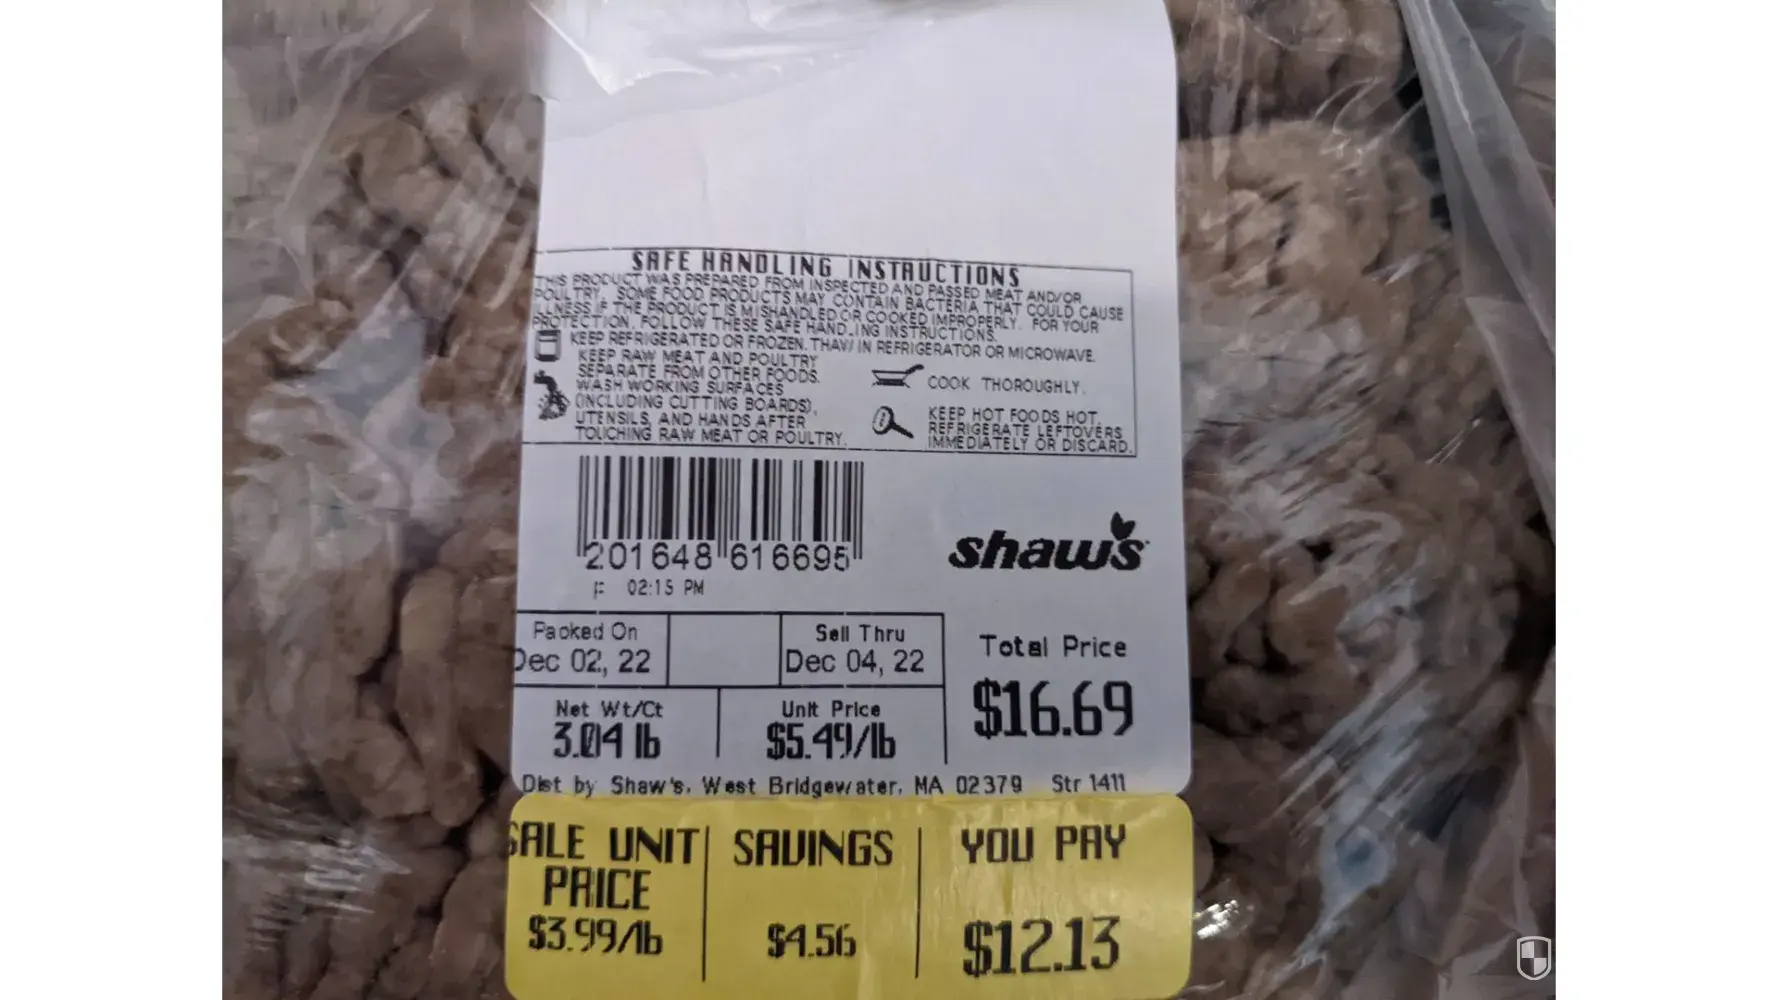 SAFE HANDLING INSTRUCTIONS
THIS PRODUCT WAS PREPARED FROM INSPECTED AND PASSED MEAT AND/OR
POULTRY. SOME FOOD PRODUCTS MAY CONTAIN BACTERIA THAT COULD CAUSE
ILLNESS IF THE PRODUCT IS MISHANDLED OR COOKED IMPROPERLY. FOR YOUR
PROTECTION, FOLLOW THESE SAFE HANDLING INSTRUCTIONS.
KEEP REFRIGERATED OR FROZEN. THAW IN REFRIGERATOR OR MICROWAVE.
KEEP RAW MEAT AND POULTRY
SEPARATE FROM OTHER FOODS.
WASH WORKING SURFACES
(INCLUDING CUTTING BOARDS),
UTENSILS, AND HANDS AFTER
TOUCHING RAW MEAT OR POULTRY.
COOK THOROUGHLY.
KEEP HOT FOODS HOT.
REFRIGERATE LEFTOVERS
IMMEDIATELY OR DISCARD.
201648 616695
F 02:15 PM
shaw's
Packed On
Dec 02, 22
Sell Thru
Dec 04, 22
Total Price
$16.69
Net Wt/Ct
3.04 lb
Unit Price
$5.49/lb
Dist by Shaw's, West Bridgewater, MA 02379 Str 1411
SALE UNIT
PRICE
$3.99/lb
SAVINGS
$4.56
YOU PAY
$12.13